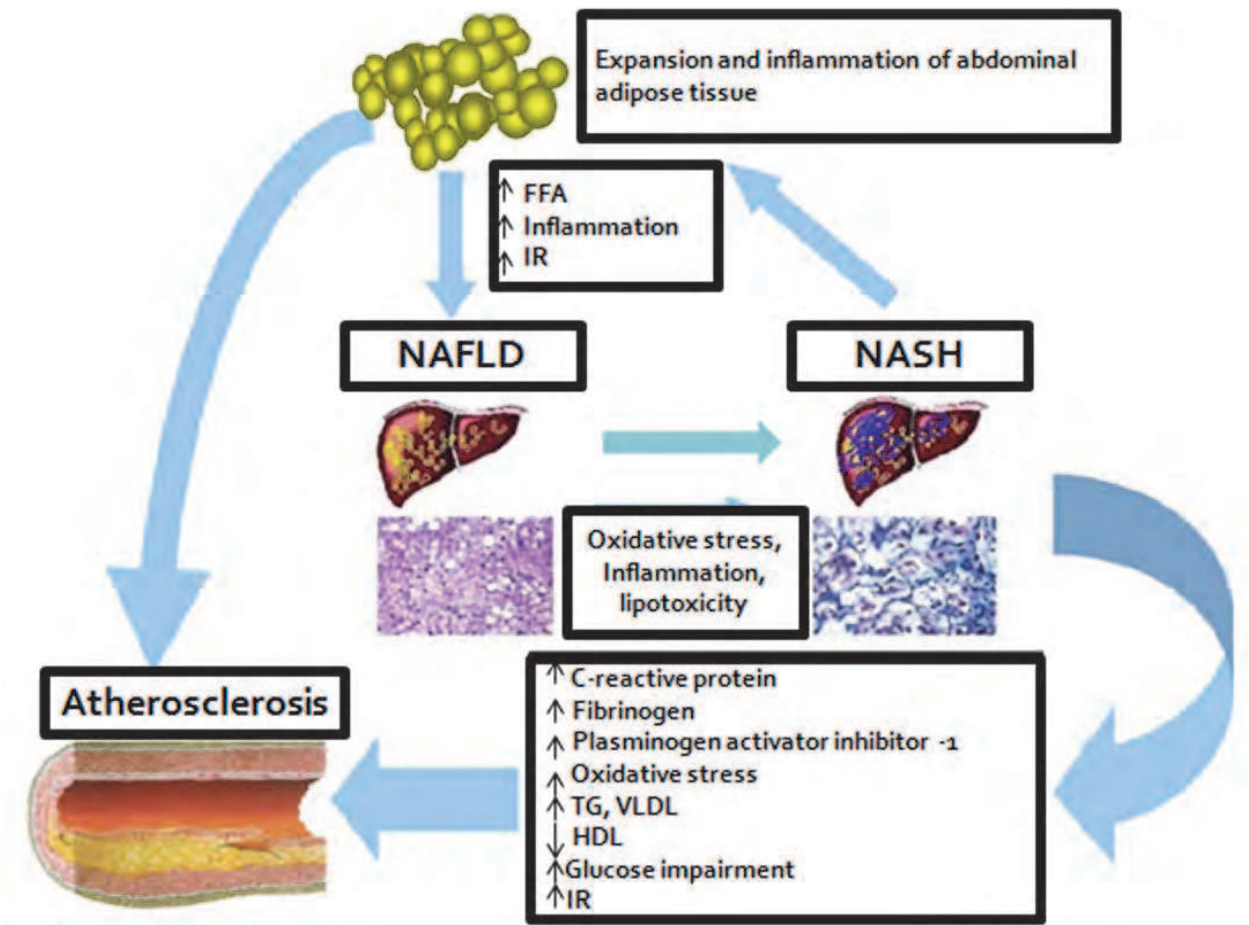 Expansion and inflammation of abdominal
adipose tissue
↑ FFA
↑ Inflammation
↑ IR
NAFLD
NASH
Oxidative stress,
Inflammation,
lipotoxicity
Atherosclerosis
↑ C-reactive protein
↑ Fibrinogen
↑ Plasminogen activator inhibitor -1
↑ Oxidative stress
↑ TG, VLDL
↓ HDL
↑ Glucose impairment
↑ IR